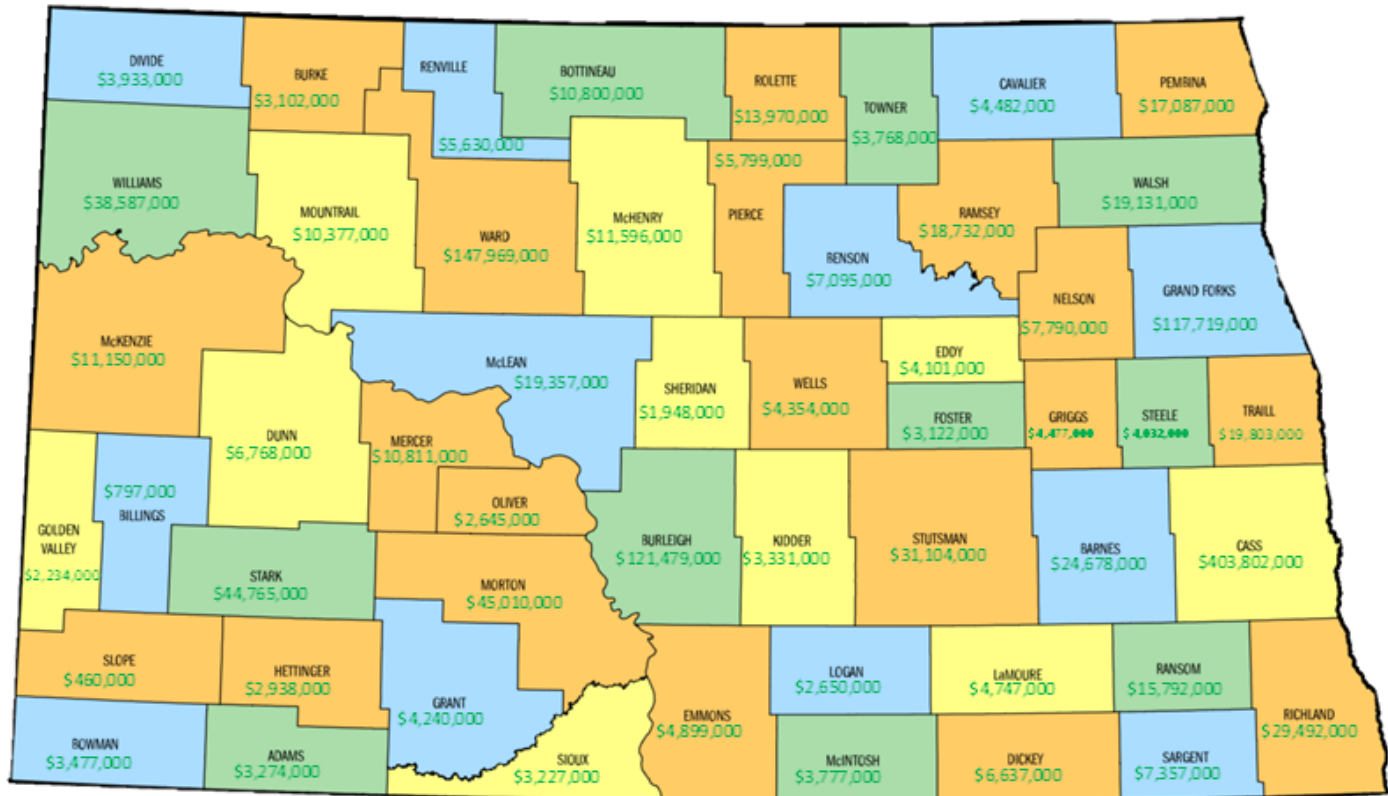 DIVIDE
$3,933,000
BURKE
$3,102,000
RENVILLE
$5,630,000
BOTTINEAU
$10,800,000
ROLETTE
$13,970,000
TOWNER
$3,768,000
CAVALIER
$4,482,000
PEMBINA
$17,087,000
WILLIAMS
$38,587,000
MOUNTRAIL
$10,377,000
WARD
$147,969,000
McHENRY
$11,596,000
$5,799,000
PIERCE
BENSON
$7,095,000
RAMSEY
$18,732,000
WALSH
$19,131,000
NELSON
$7,790,000
GRAND FORKS
$117,719,000
McKENZIE
$11,150,000
DUNN
$6,768,000
McLEAN
$19,357,000
MERCER
$10,811,000
OLIVER
$2,645,000
SHERIDAN
$1,948,000
WELLS
$4,354,000
EDDY
$4,101,000
FOSTER
$3,122,000
GRIGGS
$4,477,000
STEELE
$4,032,000
TRAILL
$19,803,000
GOLDEN
VALLEY
$2,234,000
$797,000
BILLINGS
STARK
$44,765,000
MORTON
$45,010,000
BURLEIGH
$121,479,000
KIDDER
$3,331,000
STUTSMAN
$31,104,000
BARNES
$24,678,000
CASS
$403,802,000
SLOPE
$460,000
HETTINGER
$2,938,000
GRANT
$4,240,000
BOWMAN
$3,477,000
ADAMS
$3,274,000
SIOUX
$3,227,000
EMMONS
$4,899,000
LOGAN
$2,650,000
LaMOURE
$4,747,000
RANSOM
$15,792,000
RICHLAND
$29,492,000
McINTOSH
$3,777,000
DICKEY
$6,637,000
SARGENT
$7,357,000